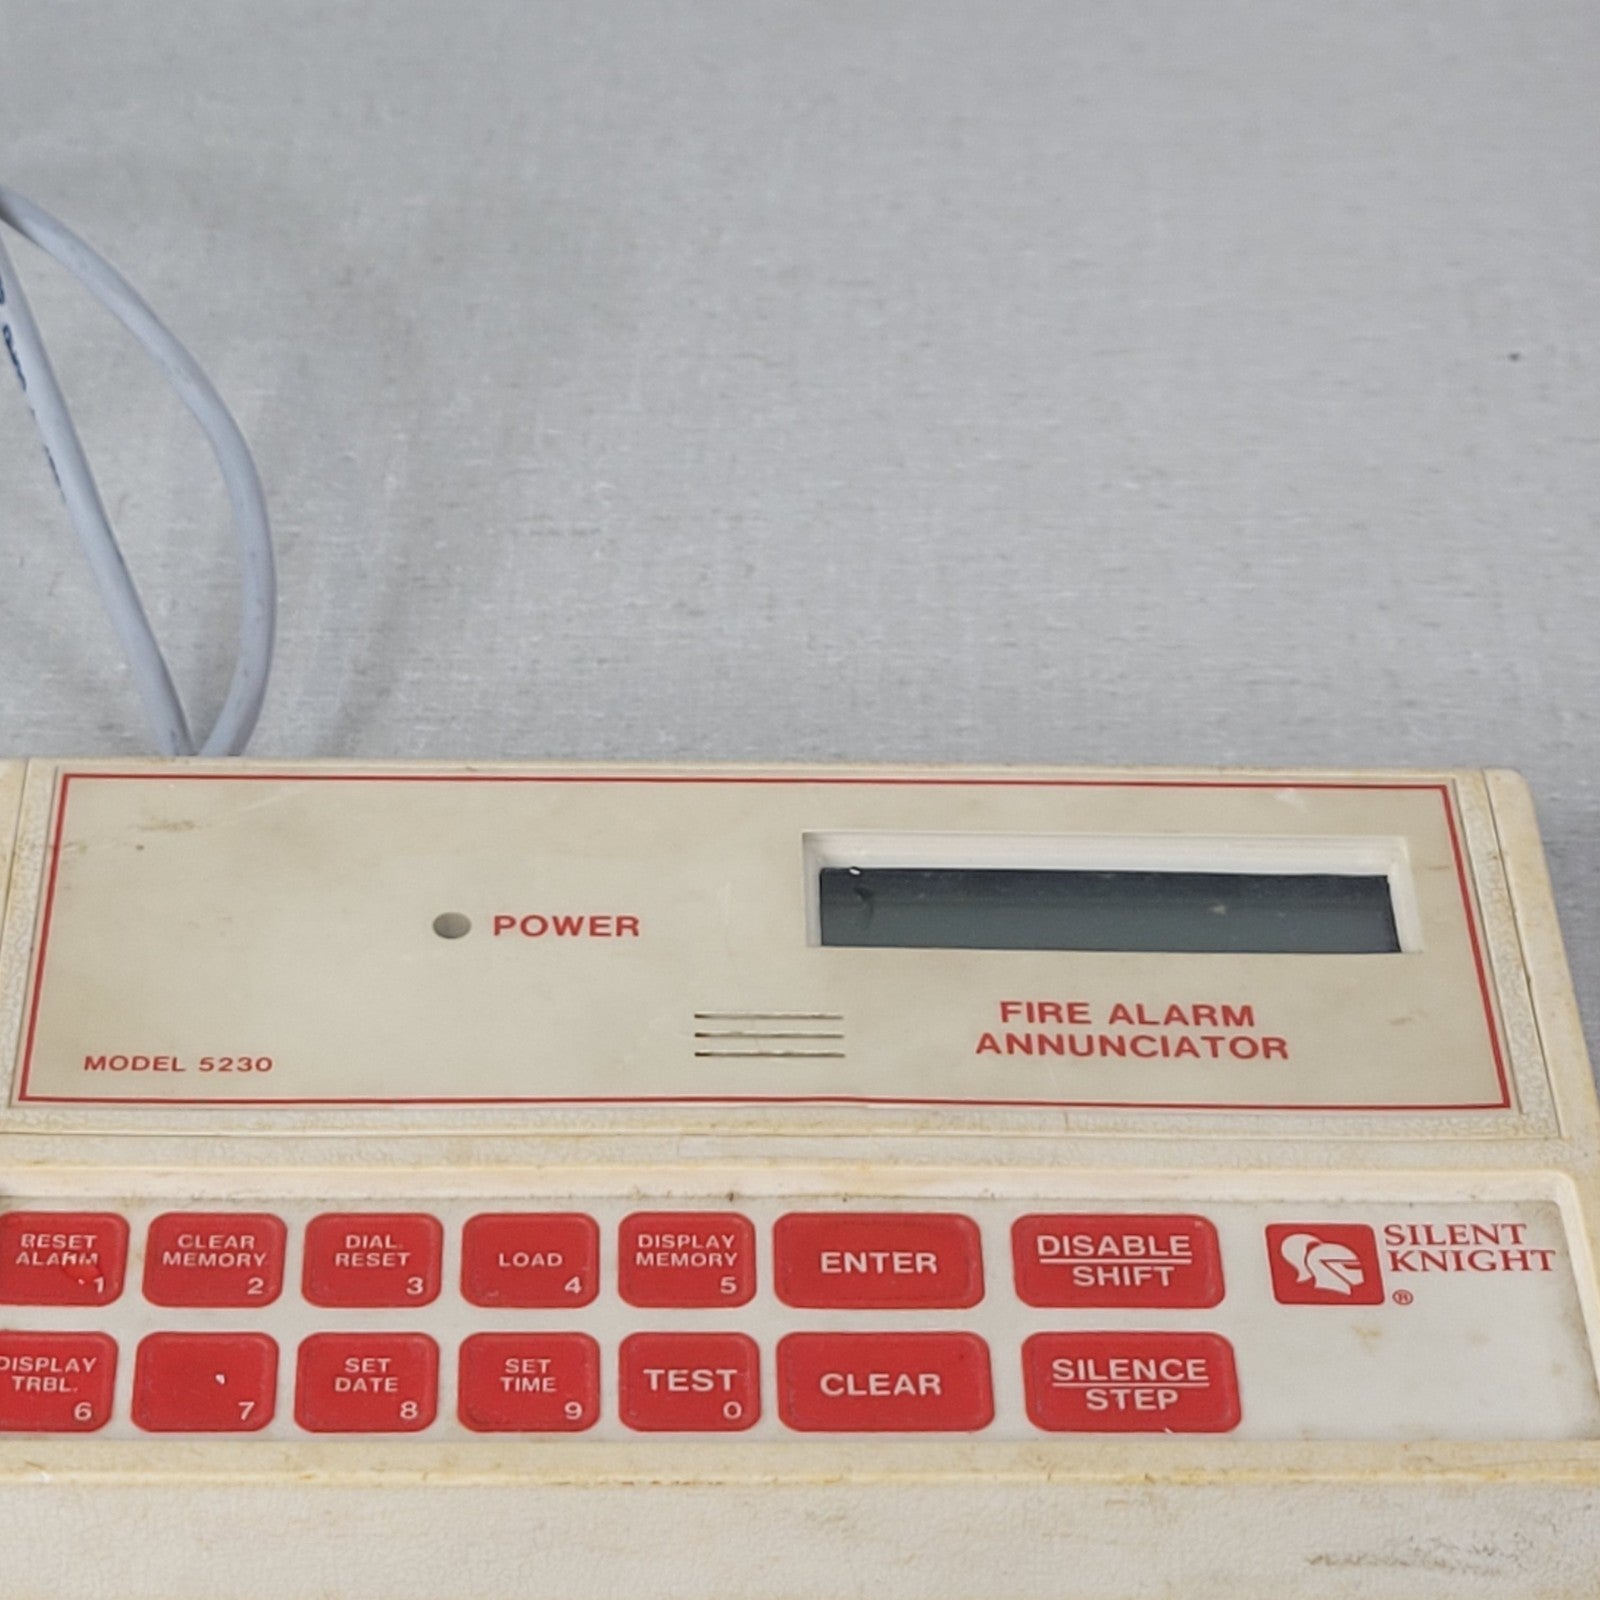 POWER
FIRE ALARM
ANNUNCIATOR
MODEL 5230
RESET
ALARM
1
CLEAR
MEMORY
2
DIAL
RESET
3
LOAD
4
DISPLAY
MEMORY
5
ENTER
DISABLE
SHIFT
SILENT
KNIGHT
®
DISPLAY
TRBL.
6
7
SET
DATE
8
SET
TIME
9
TEST
0
CLEAR
SILENCE
STEP